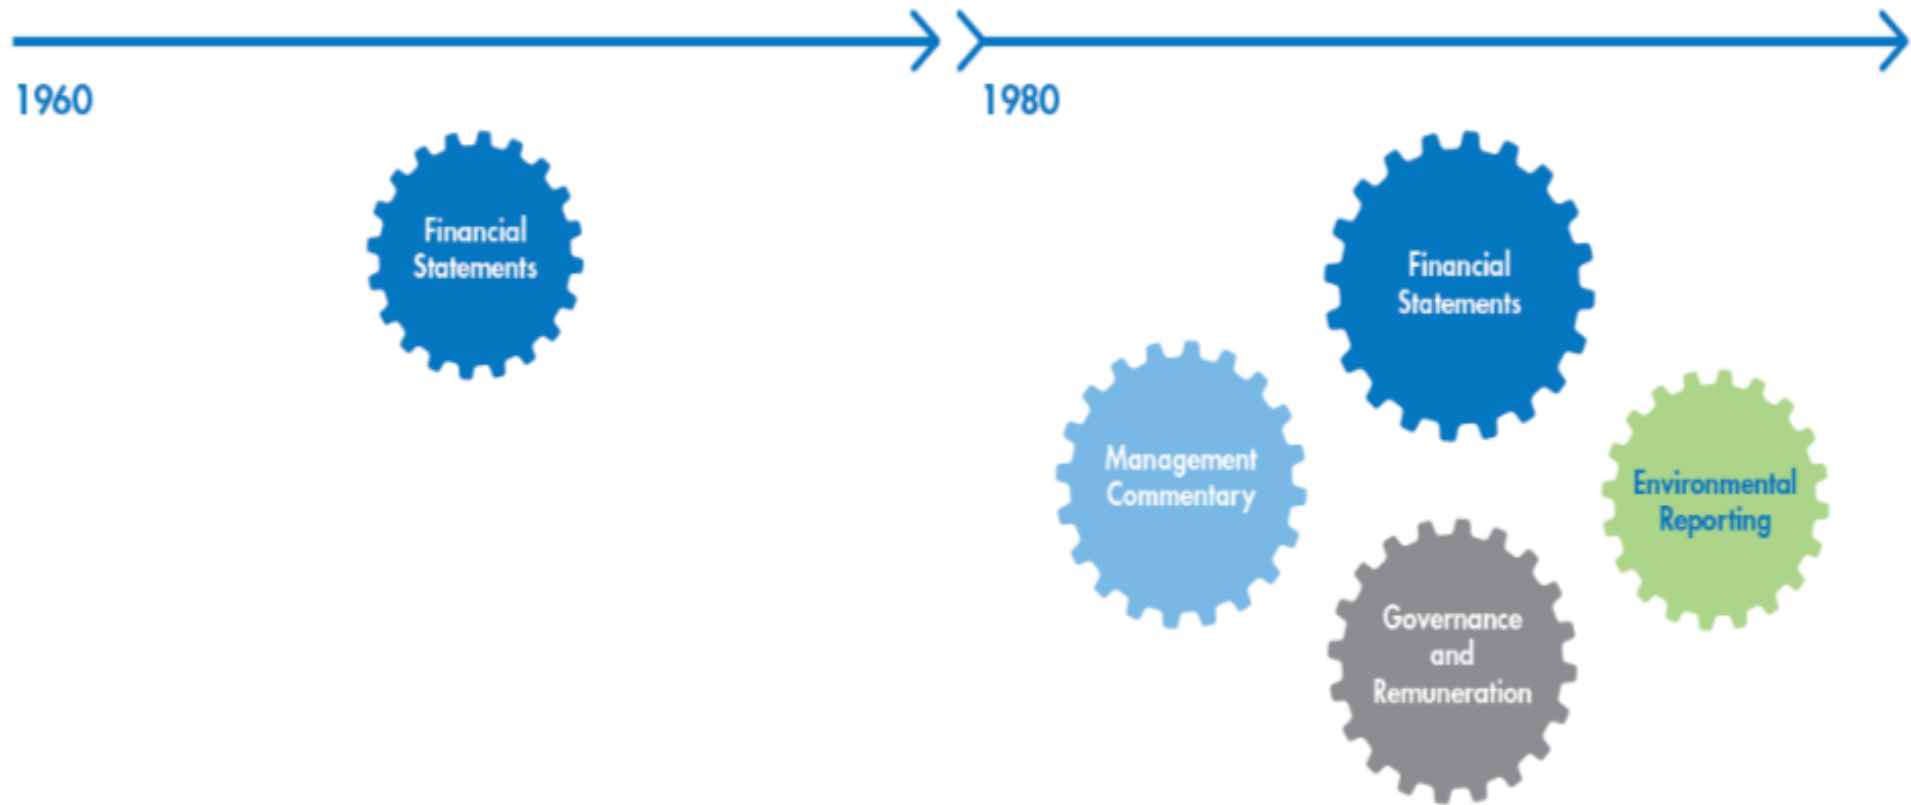 1960
1980
Financial
Statements
Financial
Statements
Management
Commentary
Environmental
Reporting
Governance
and
Remuneration